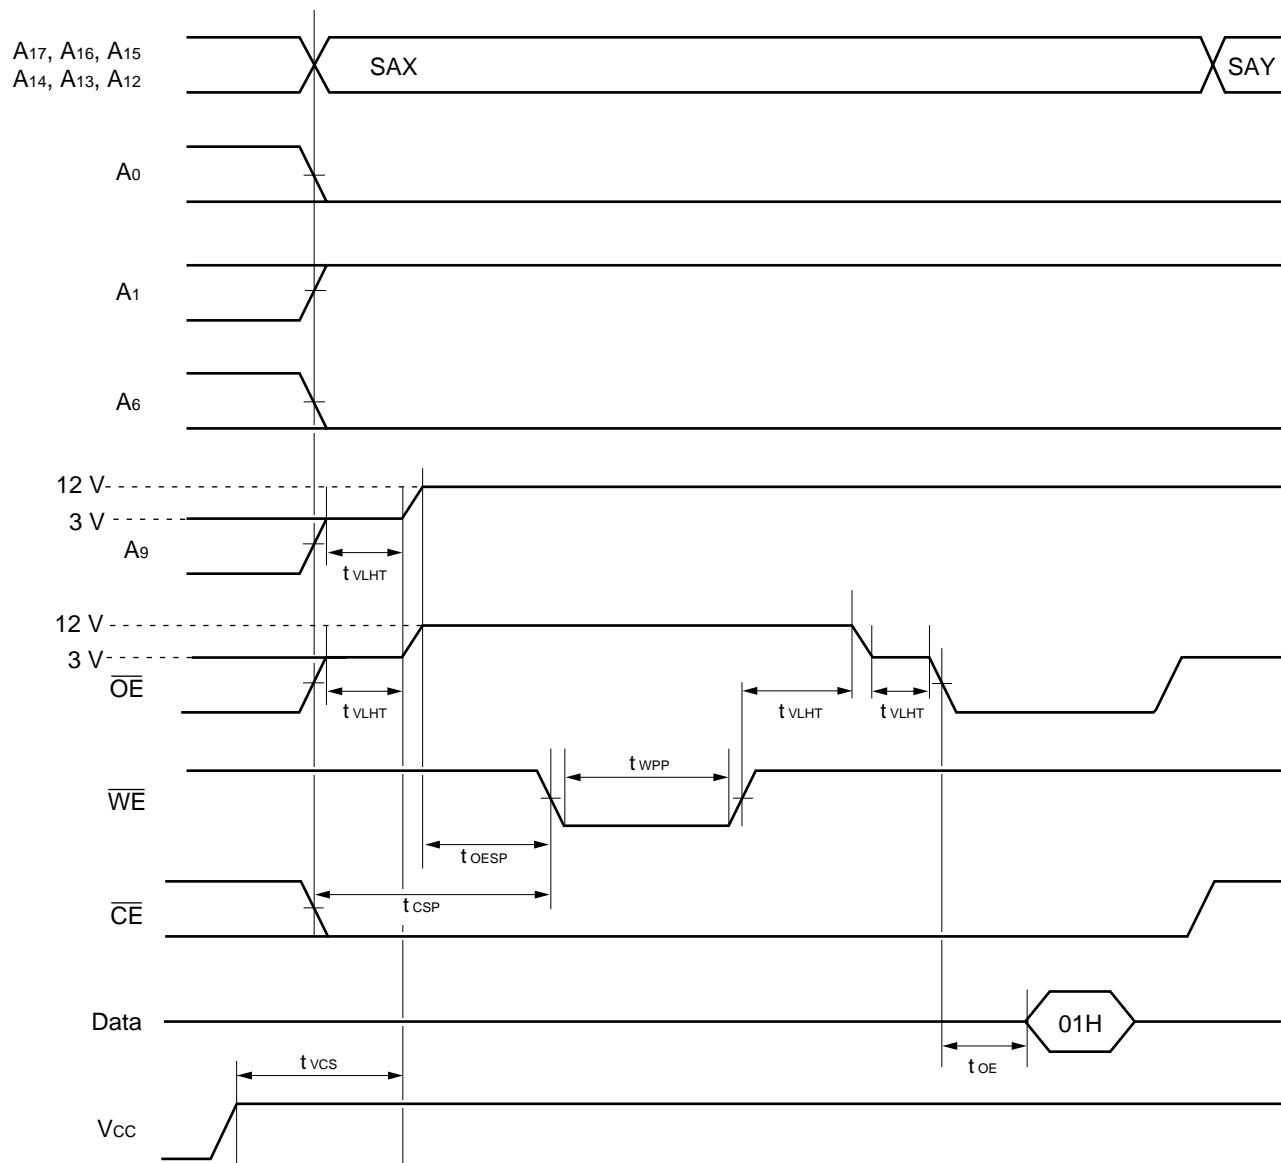 A17, A16, A15
SAX
SAY
A14, A13, A12
A0
A1
A6
12 V
3 V
A9
t VLHT
12 V
3 V
OE
t VLHT
t VLHT
t VLHT
t WPP
WE
t OESP
t CSP
CE
Data
01H
t VCS
t OE
VCC